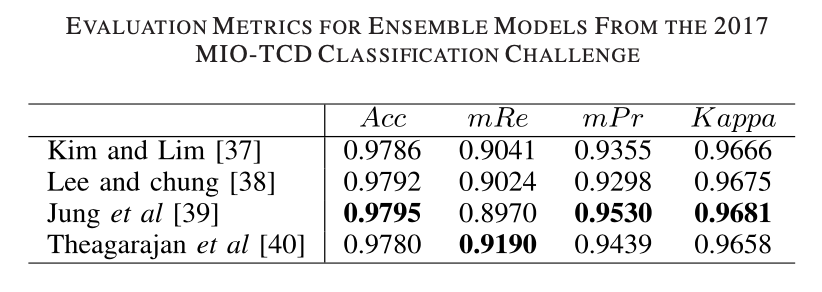 EVALUATION METRICS FOR ENSEMBLE MODELS FROM THE 2017
MIO-TCD CLASSIFICATION CHALLENGE
Acc mRe mPr Kappa
Kim and Lim [37] 0.9786 0.9041 0.9355 0.9666
Lee and chung [38] 0.9792 0.9024 0.9298 0.9675
Jung et al [39] 0.9795 0.8970 0.9530 0.9681
Theagarajan et al [40] 0.9780 0.9190 0.9439 0.9658